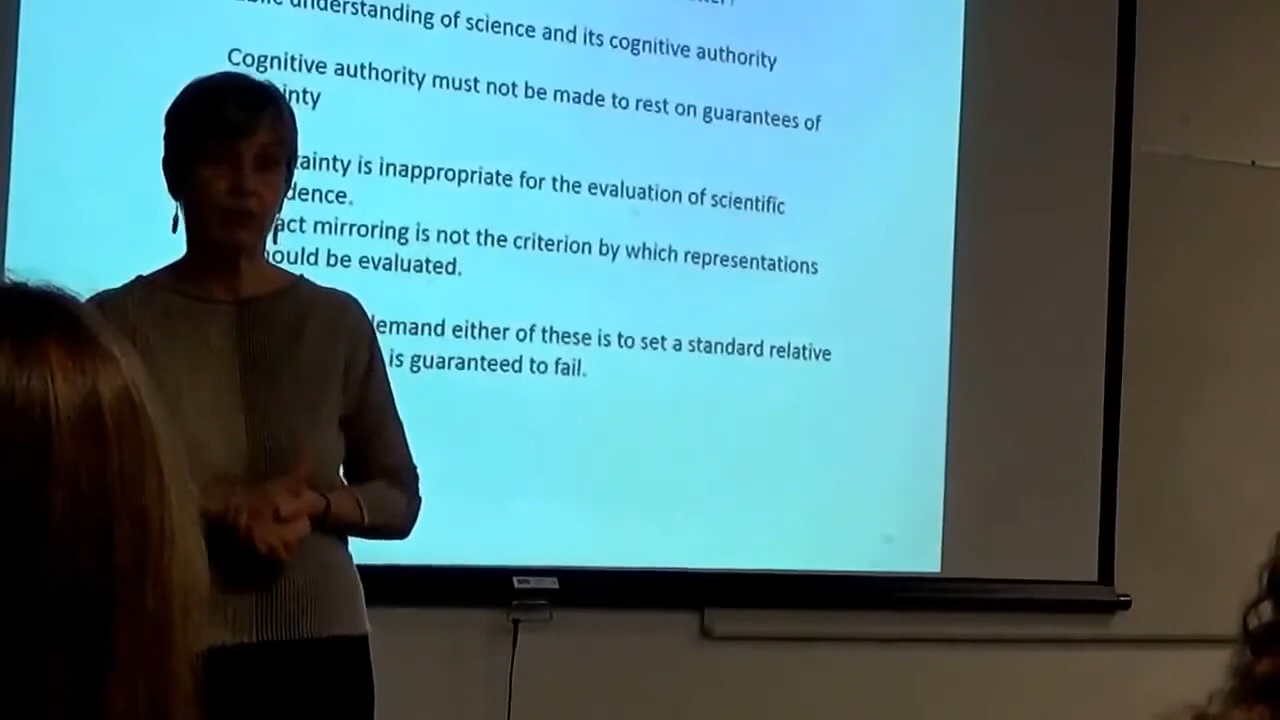 understanding of science and its cognitive authority
Cognitive authority must not be made to rest on guarantees of
inty
tainty is inappropriate for the evaluation of scientific
dence.
act mirroring is not the criterion by which representations
ould be evaluated.
emand either of these is to set a standard relative
is guaranteed to fail.